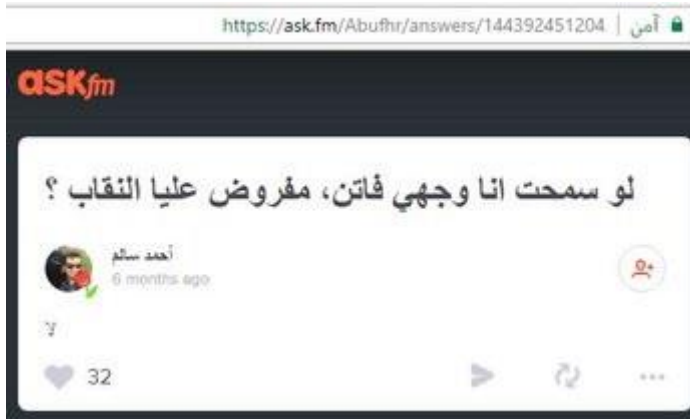 https://ask.fm/Abufhr/answers/144392451204 | آمن
ASKfm
لو سمحت انا وجهي فاتن، مفروض عليا النقاب ؟
أحمد سالم
6 months ago
لا
32